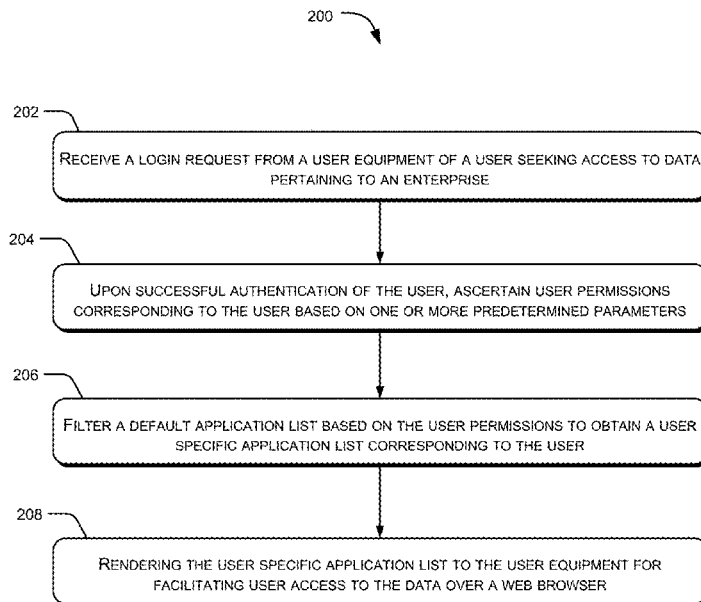 200
202
RECEIVE A LOGIN REQUEST FROM A USER EQUIPMENT OF A USER SEEKING ACCESS TO DATA
PERTAINING TO AN ENTERPRISE
204
UPON SUCCESSFUL AUTHENTICATION OF THE USER, ASCERTAIN USER PERMISSIONS
CORRESPONDING TO THE USER BASED ON ONE OR MORE PREDETERMINED PARAMETERS
206
FILTER A DEFAULT APPLICATION LIST BASED ON THE USER PERMISSIONS TO OBTAIN A USER
SPECIFIC APPLICATION LIST CORRESPONDING TO THE USER
208
RENDERING THE USER SPECIFIC APPLICATION LIST TO THE USER EQUIPMENT FOR
FACILITATING USER ACCESS TO THE DATA OVER A WEB BROWSER